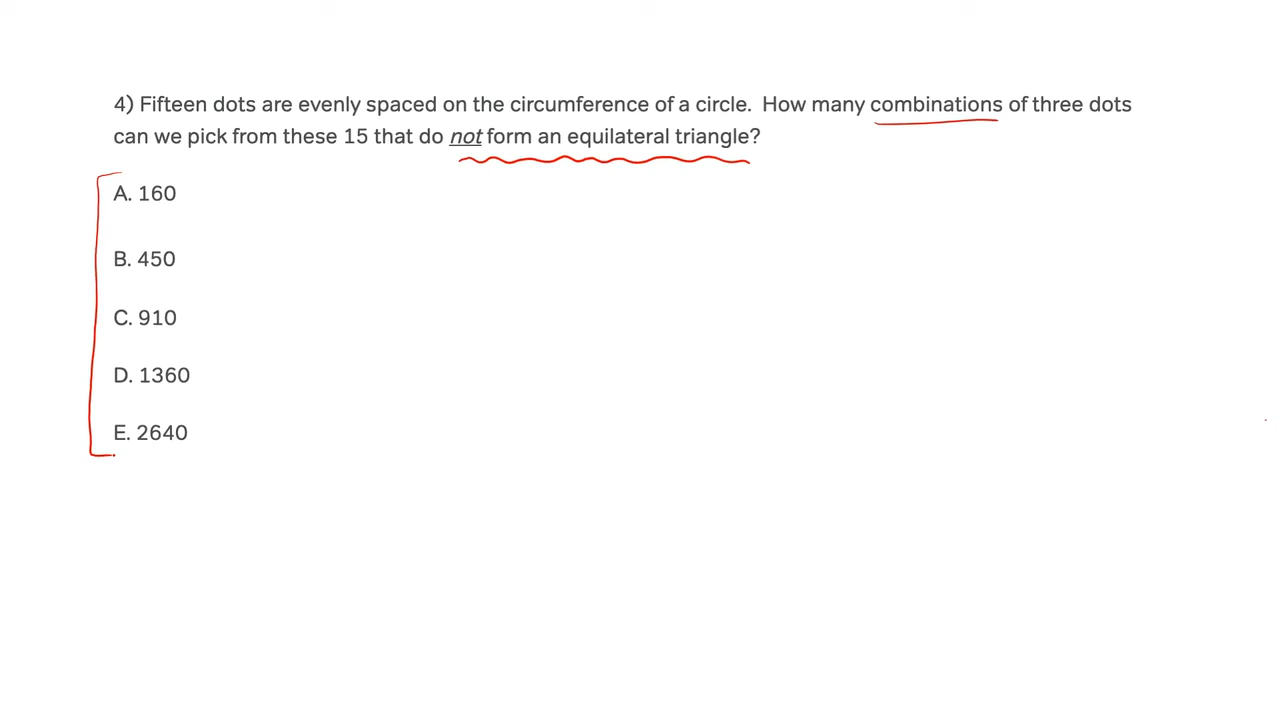 4) Fifteen dots are evenly spaced on the circumference of a circle. How many combinations of three dots
can we pick from these 15 that do not form an equilateral triangle?
A. 160
B. 450
C. 910
D. 1360
E. 2640